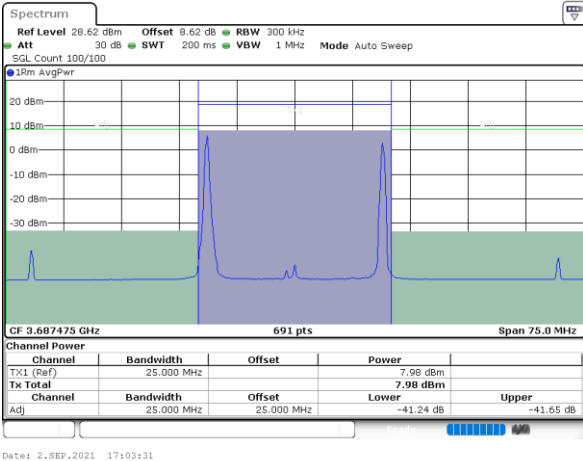 Spectrum
Ref Level 28.62 dBm Offset 8.62 dB RBW 300 kHz
Att 30 dB SWT 200 ms VBW 1 MHz Mode Auto Sweep
SGL Count 100/100
1Rm AvgPwr
20 dBm
TX1
10 dBm Adj Adj
0 dBm
-10 dBm
-20 dBm
-30 dBm
CF 3.687475 GHz 691 pts Span 75.0 MHz
Channel Power
Channel Bandwidth Offset Power
TX1 (Ref) 25.000 MHz 7.98 dBm
Tx Total 7.98 dBm
Channel Bandwidth Offset Lower Upper
Adj 25.000 MHz 25.000 MHz -41.24 dB -41.65 dB
Date: 2.SEP.2021 17:03:31